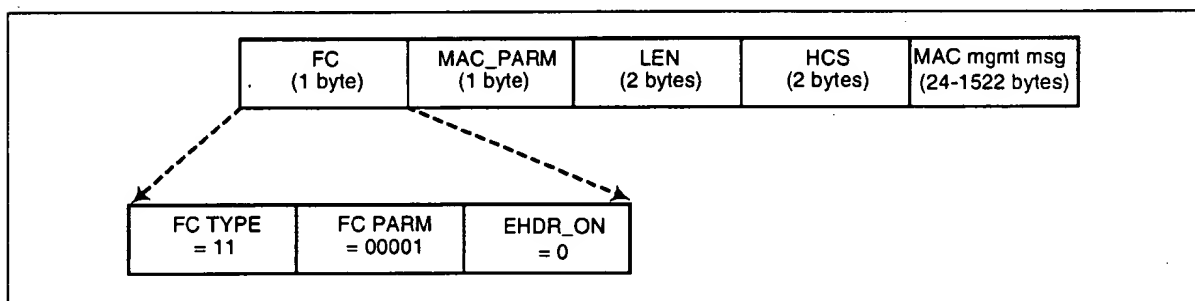 FC
(1 byte)
MAC_PARM
(1 byte)
LEN
(2 bytes)
HCS
(2 bytes)
MAC mgmt msg
(24-1522 bytes)
FC TYPE
= 11
FC PARM
= 00001
EHDR_ON
= 0